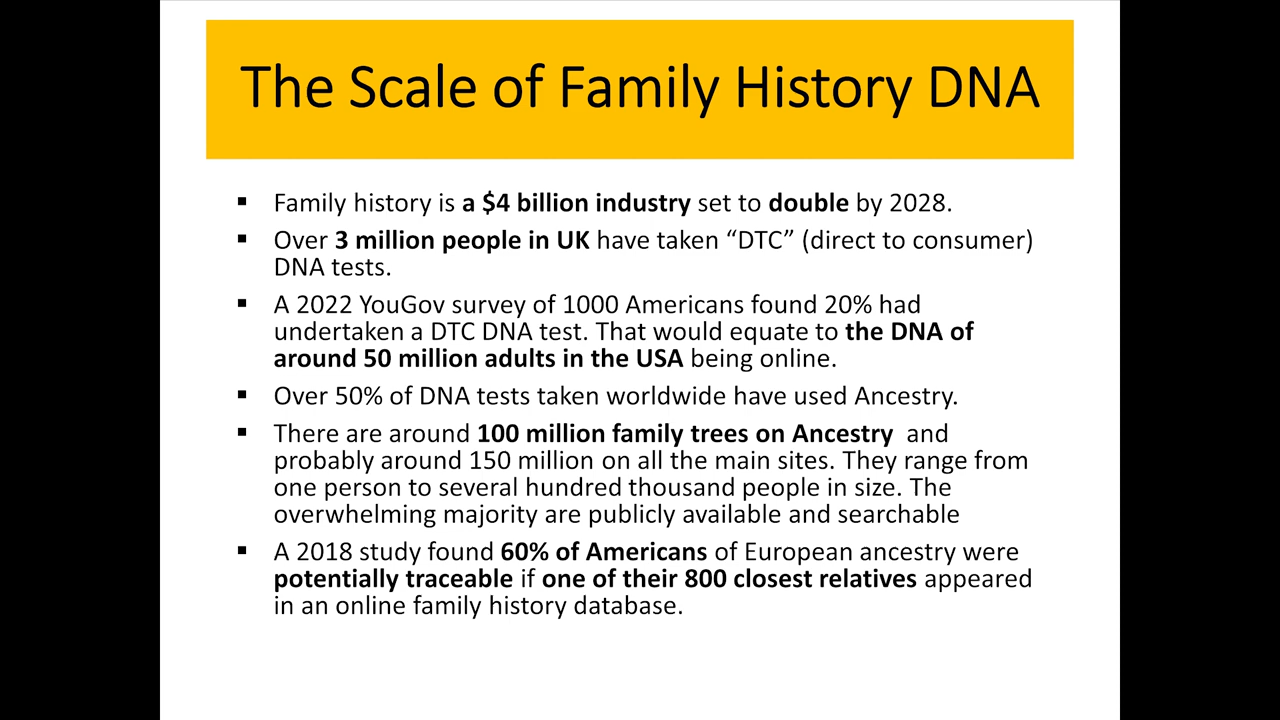 The Scale of Family History DNA
▪ Family history is a $4 billion industry set to double by 2028.
▪ Over 3 million people in UK have taken “DTC” (direct to consumer)
DNA tests.
▪ A 2022 YouGov survey of 1000 Americans found 20% had
undertaken a DTC DNA test. That would equate to the DNA of
around 50 million adults in the USA being online.
▪ Over 50% of DNA tests taken worldwide have used Ancestry.
▪ There are around 100 million family trees on Ancestry and
probably around 150 million on all the main sites. They range from
one person to several hundred thousand people in size. The
overwhelming majority are publicly available and searchable
▪ A 2018 study found 60% of Americans of European ancestry were
potentially traceable if one of their 800 closest relatives appeared
in an online family history database.